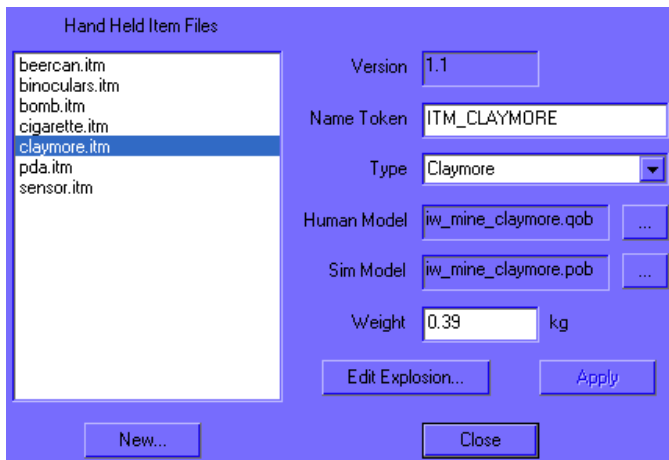 Hand Held Item Files
beercan.itm
binoculars.itm
bomb.itm
cigarette.itm
claymore.itm
pda.itm
sensor.itm
New...
Version 1.1
Name Token ITM_CLAYMORE
Type Claymore
Human Model iw_mine_claymore.qob ...
Sim Model iw_mine_claymore.pob ...
Weight 0.39 kg
Edit Explosion... Apply
Close